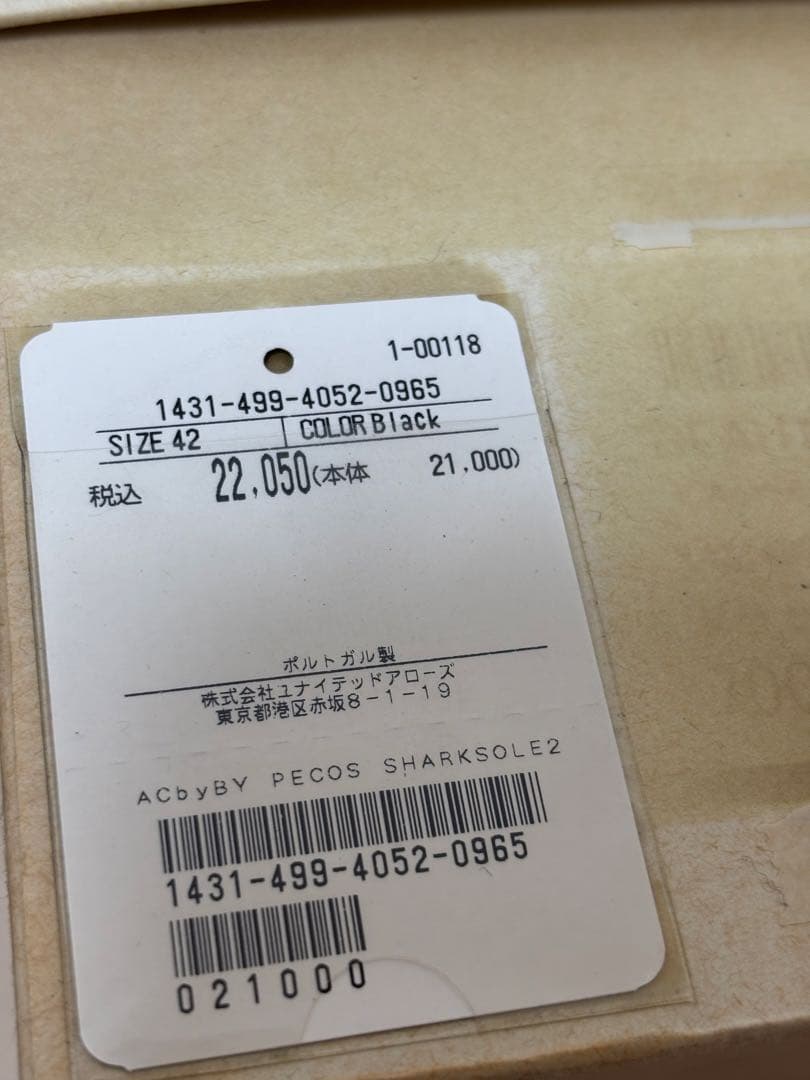 1-00118
1431-499-4052-0965
SIZE 42 COLOR Black
税込 22,050(本体 21,000)
ポルトガル製
株式会社ユナイテッドアローズ
東京都港区赤坂8-1-19
ACbyBY PECOS SHARKSOLE2
1431-499-4052-0965
021000